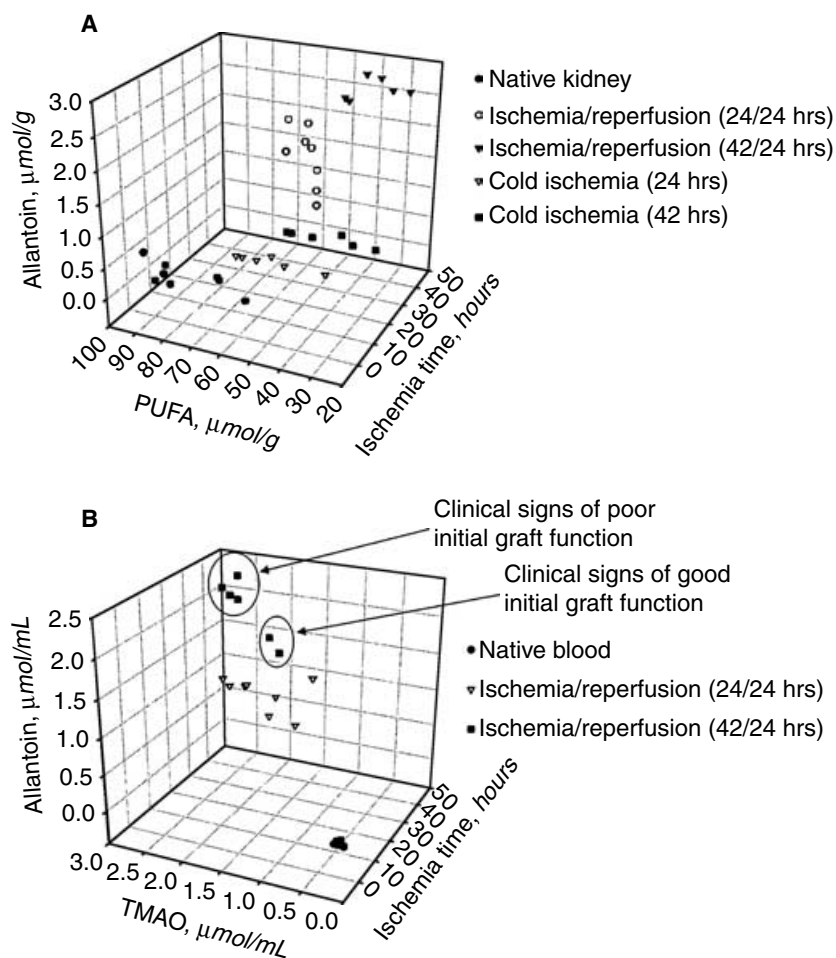 A
Allantoin, μmol/g
3.0
2.5
2.0
1.5
1.0
0.5
0.0
100
90
80
70
60
50
40
30
20
PUFA, μmol/g
0
10
20
30
40
50
Ischemia time, hours
Native kidney
Ischemia/reperfusion (24/24 hrs)
Ischemia/reperfusion (42/24 hrs)
Cold ischemia (24 hrs)
Cold ischemia (42 hrs)
B
Clinical signs of poor
initial graft function
Clinical signs of good
initial graft function
Allantoin, μmol/mL
2.5
2.0
1.5
1.0
0.5
0.0
3.0
2.5
2.0
1.5
1.0
0.5
0.0
TMAO, μmol/mL
0
10
20
30
40
50
Ischemia time, hours
Native blood
Ischemia/reperfusion (24/24 hrs)
Ischemia/reperfusion (42/24 hrs)